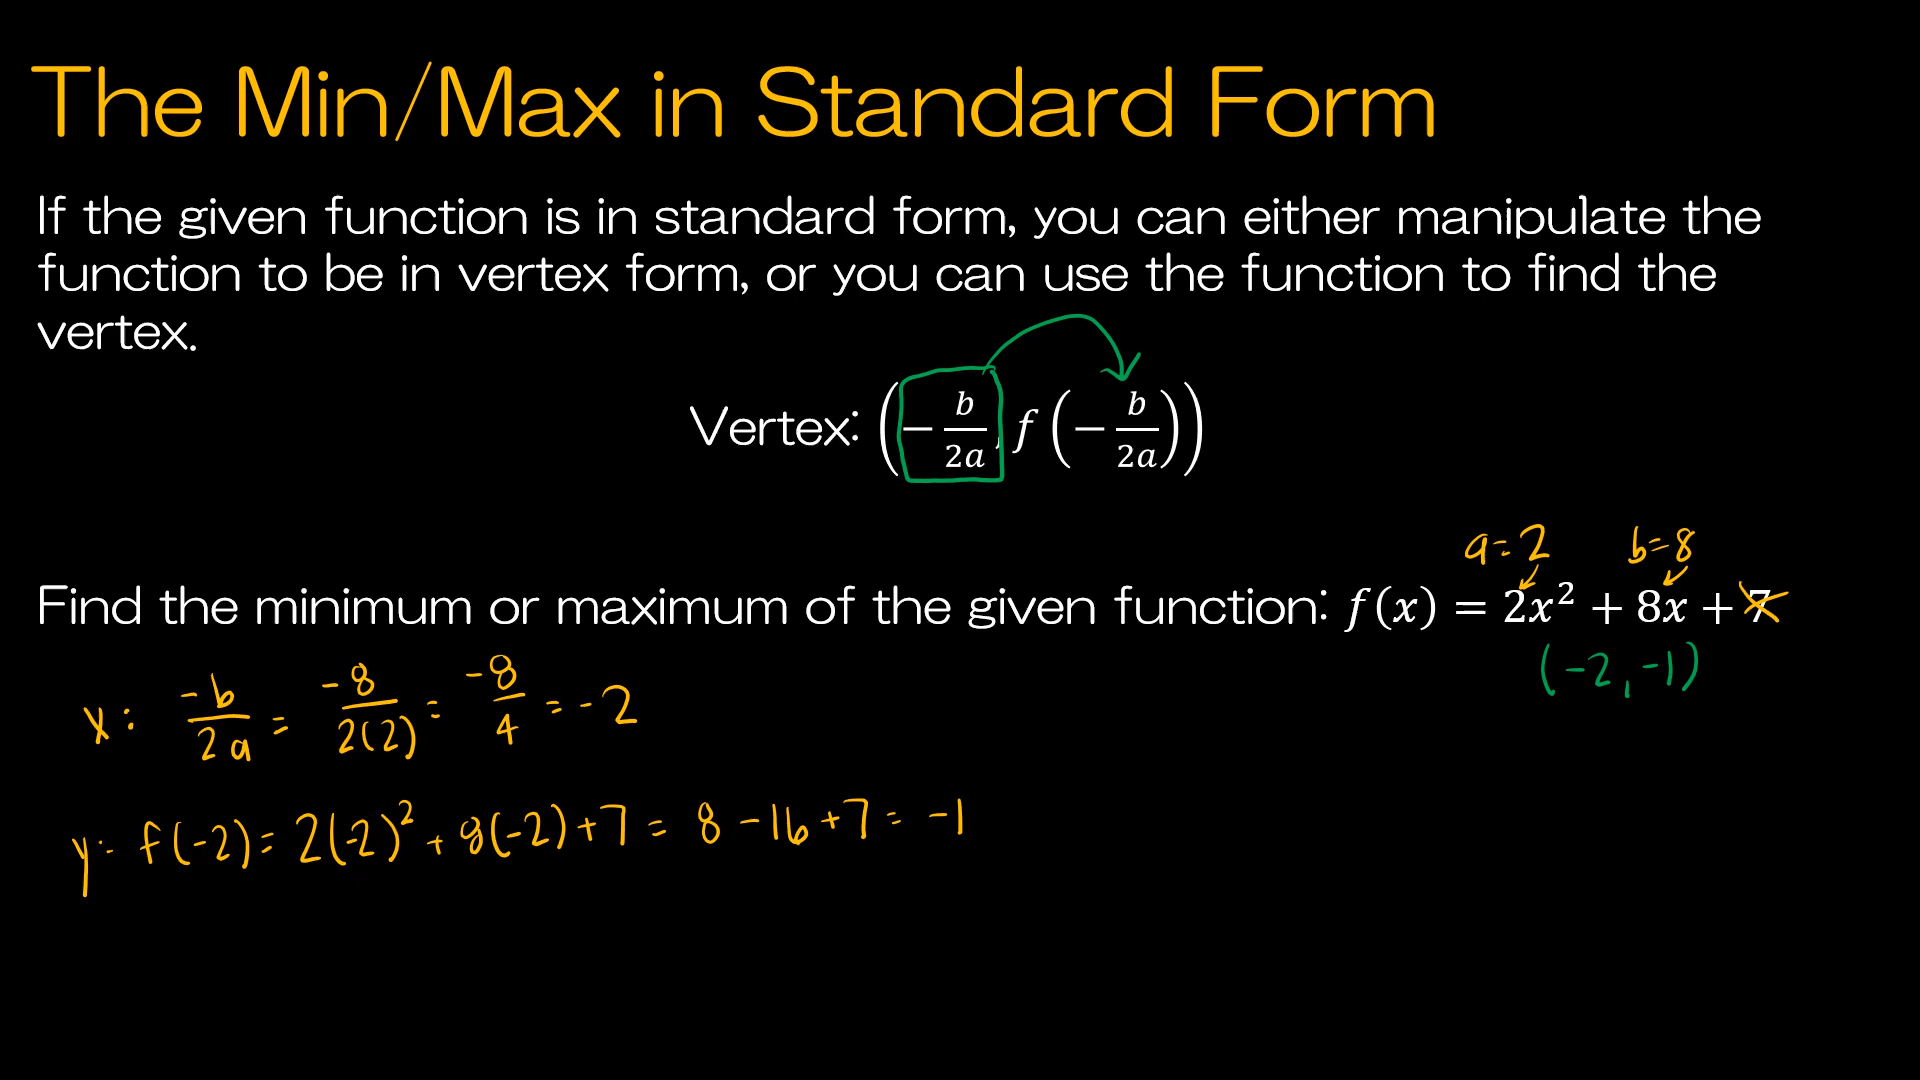 The Min/Max in Standard Form
If the given function is in standard form, you can either manipulate the
function to be in vertex form, or you can use the function to find the
vertex.
Vertex: (−b/2a, f(−b/2a))
a=2 b=8
Find the minimum or maximum of the given function: f(x) = 2x² + 8x + 7
(-2,-1)
x: -b/2a = -8/2(2) = -8/4 = -2
y: f(-2) = 2(-2)² + 8(-2)+7 = 8-16+7 = -1